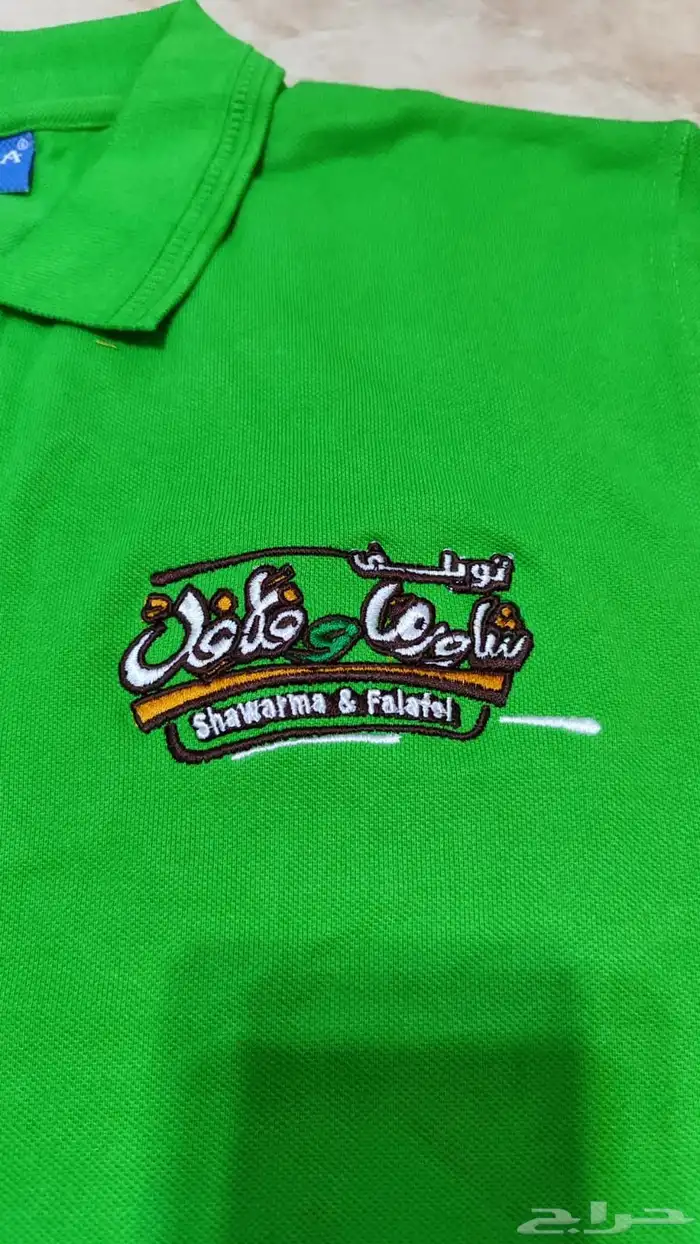 A®
توبلي
شاورما و فلافل
Shawarma & Falafel
حراج